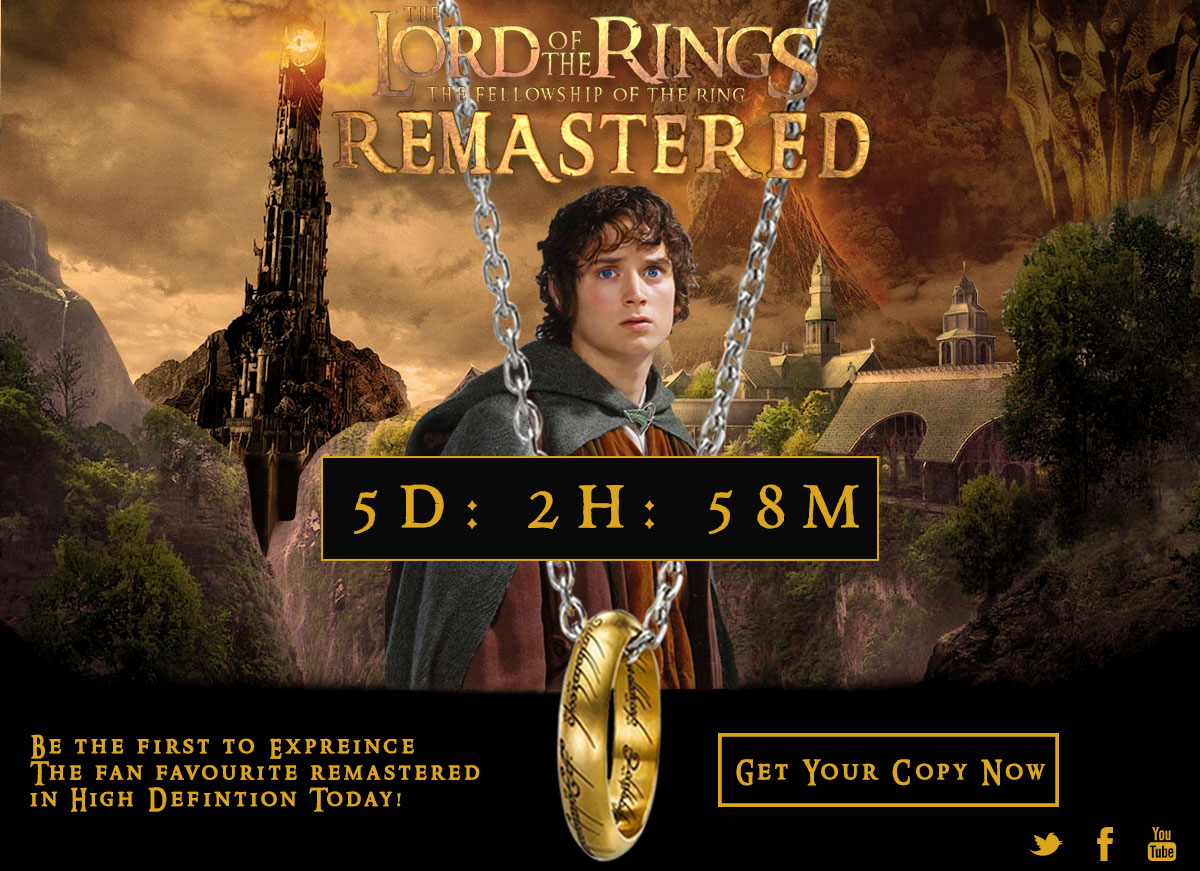 THE
LORD OF THE RINGS
THE FELLOWSHIP OF THE RING
REMASTERED
5D: 2H: 58M
BE THE FIRST TO EXPREINCE
THE FAN FAVOURITE REMASTERED
IN HIGH DEFINTION TODAY!
GET YOUR COPY NOW
You
Tube